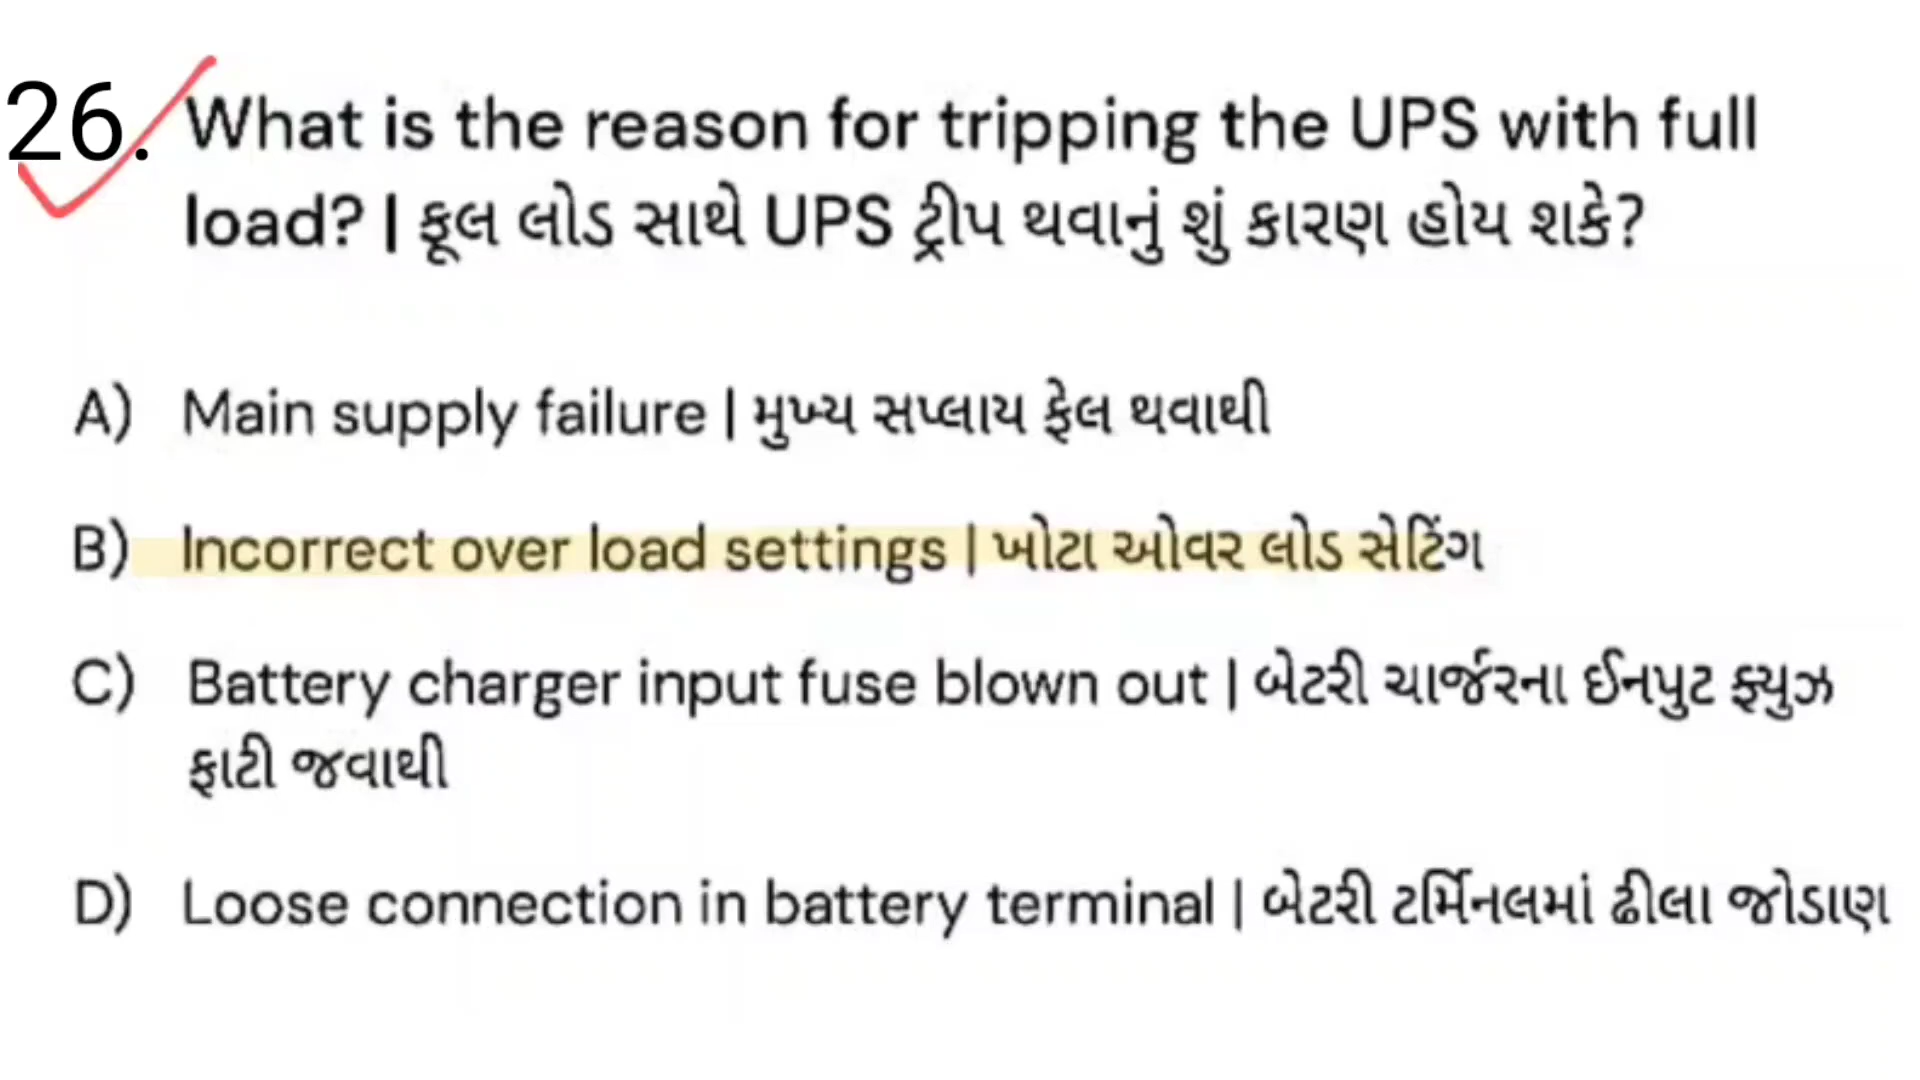 26. What is the reason for tripping the UPS with full
load? | ફૂલ લોડ સાથે UPS ટ્રીપ થવાનું શું કારણ હોય શકે?
A) Main supply failure | મુખ્ય સપ્લાય ફેલ થવાથી
B) Incorrect over load settings | ખોટા ઓવર લોડ સેટિંગ
C) Battery charger input fuse blown out | બેટરી ચાર્જરના ઈનપુટ ફ્યુઝ
ફાટી જવાથી
D) Loose connection in battery terminal | બેટરી ટર્મિનલમાં ઢીલા જોડાણ